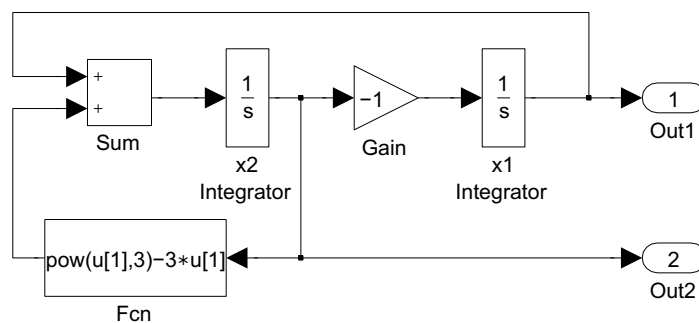 +
+
Sum
1
s
x2
Integrator
−1
Gain
1
s
x1
Integrator
1
Out1
pow(u[1],3)−3*u[1]
Fcn
2
Out2